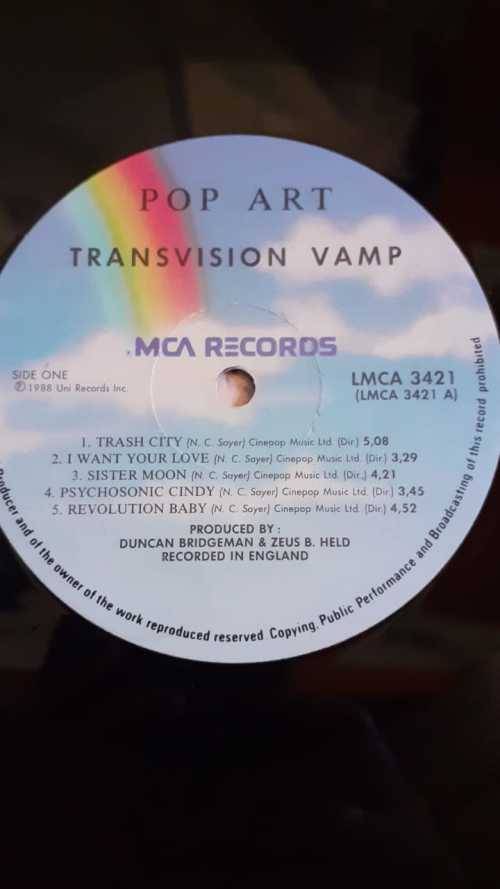 POP ART
TRANSVISION VAMP
MCA RECORDS
SIDE ONE
Ⓟ 1988 Uni Records Inc.
LMCA 3421
(LMCA 3421 A)
1. TRASH CITY (N. C. Sayer) Cinepop Music Ltd. (Dir.) 5,08
2. I WANT YOUR LOVE (N. C. Sayer) Cinepop Music Ltd. (Dir.) 3,29
3. SISTER MOON (N. C. Sayer) Cinepop Music Ltd. (Dir.) 4,21
4. PSYCHOSONIC CINDY (N. C. Sayer) Cinepop Music Ltd. (Dir.) 3,45
5. REVOLUTION BABY (N. C. Sayer) Cinepop Music Ltd. (Dir.) 4,52
PRODUCED BY :
DUNCAN BRIDGEMAN & ZEUS B. HELD
RECORDED IN ENGLAND
producer and of the owner of the work reproduced reserved. Copying, Public Performance and Broadcasting of this record prohibited